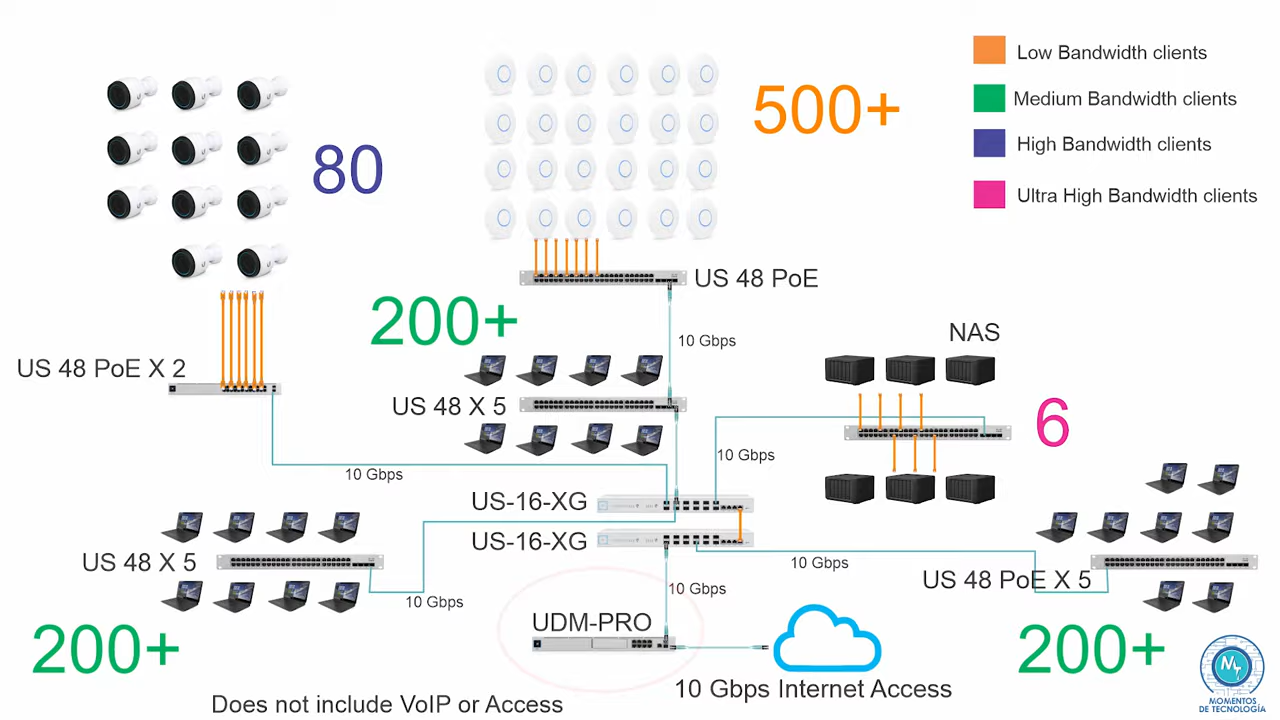 Low Bandwidth clients
Medium Bandwidth clients
High Bandwidth clients
Ultra High Bandwidth clients
80
500+
US 48 PoE
200+
10 Gbps
NAS
US 48 PoE X 2
US 48 X 5
6
10 Gbps
10 Gbps
US-16-XG
US-16-XG
US 48 X 5
10 Gbps
US 48 PoE X 5
10 Gbps
10 Gbps
UDM-PRO
200+
200+
10 Gbps Internet Access
Does not include VoIP or Access
MOMENTOS
DE TECNOLOGÍA